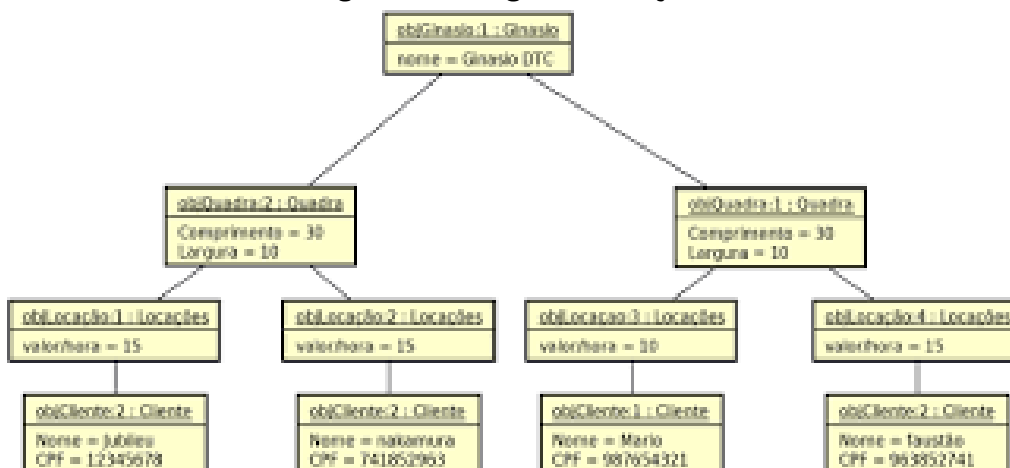 objGinasio:1 : Ginasio
nome = Ginasio DTC
objQuadra:2 : Quadra
Comprimento = 30
Largura = 10
objQuadra:1 : Quadra
Comprimento = 30
Largura = 10
objLocação:1 : Locações
valor/hora = 15
objLocação:2 : Locações
valor/hora = 15
objLocaçao:3 : Locações
valor/hora = 10
objLocação:4 : Locações
valor/hora = 15
objCliente:2 : Cliente
Nome = Jubileu
CPF = 12345678
objCliente:2 : Cliente
Nome = nakamura
CPF = 741852963
objCliente:1 : Cliente
Nome = Mario
CPF = 987654321
objCliente:2 : Cliente
Nome = faustão
CPF = 963852741